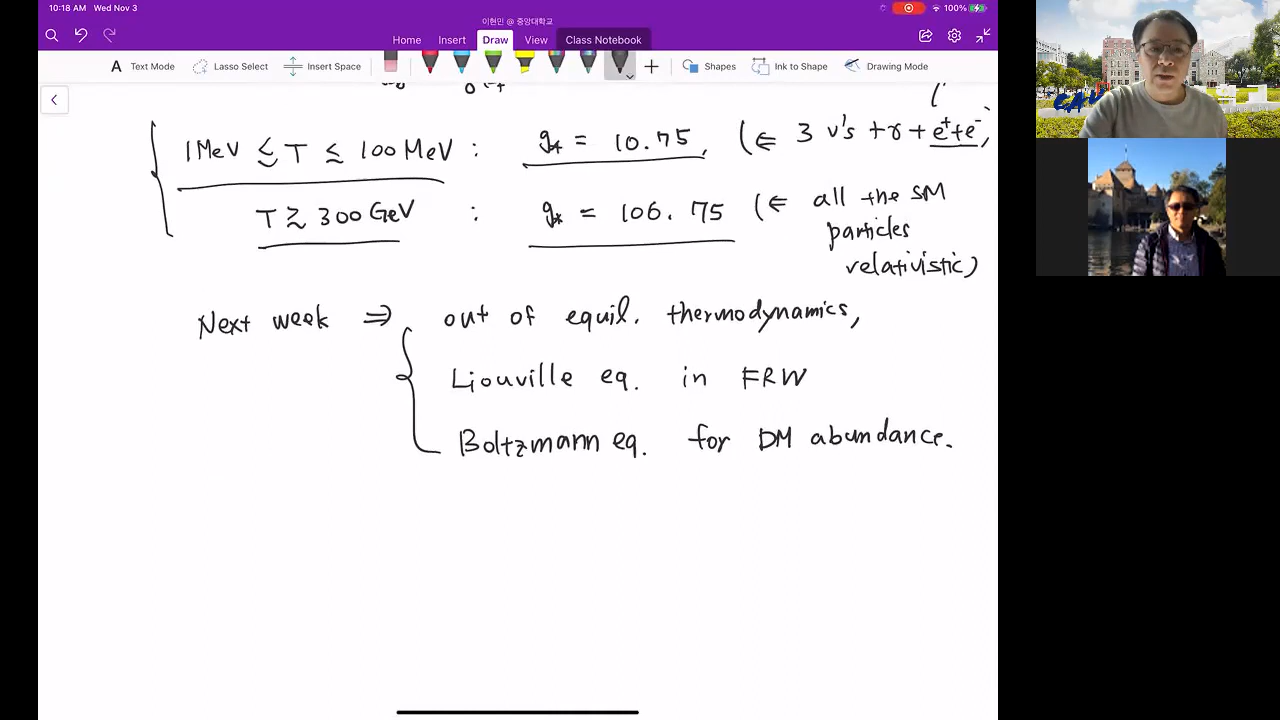 10:18 AM Wed Nov 3
100%
이현민 @ 중앙대학교
Home Insert Draw View Class Notebook
A Text Mode Lasso Select Insert Space Shapes Ink to Shape Drawing Mode
1 MeV ≲ T ≤ 100 MeV : g* = 10.75, (⇐ 3 ν's + γ + e⁺+e⁻,
T ≳ 300 GeV : g* = 106.75 (⇐ all the SM
particles
relativistic)
Next week ⇒ out of equil. thermodynamics,
Liouville eq. in FRW
Boltzmann eq. for DM abundance.
CAU